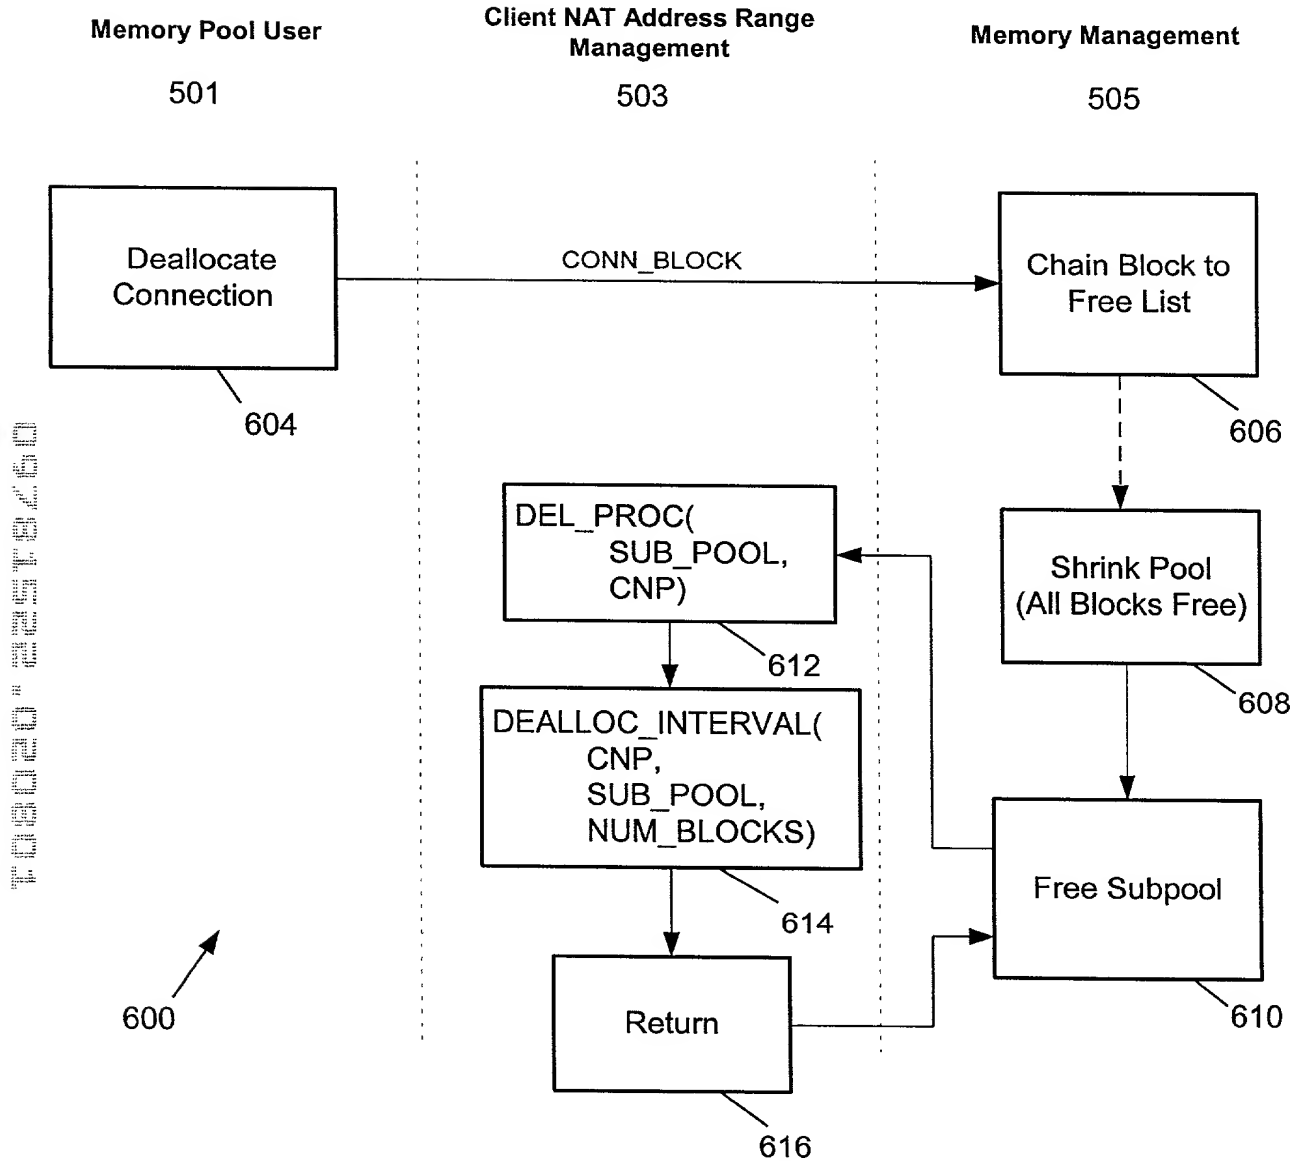 Memory Pool User
Client NAT Address Range
Management
Memory Management
501
503
505
Deallocate
Connection
CONN_BLOCK
Chain Block to
Free List
604
606
DEL_PROC(
SUB_POOL,
CNP)
Shrink Pool
(All Blocks Free)
612
608
DEALLOC_INTERVAL(
CNP,
SUB_POOL,
NUM_BLOCKS)
Free Subpool
614
Return
610
600
616
09781522.020801